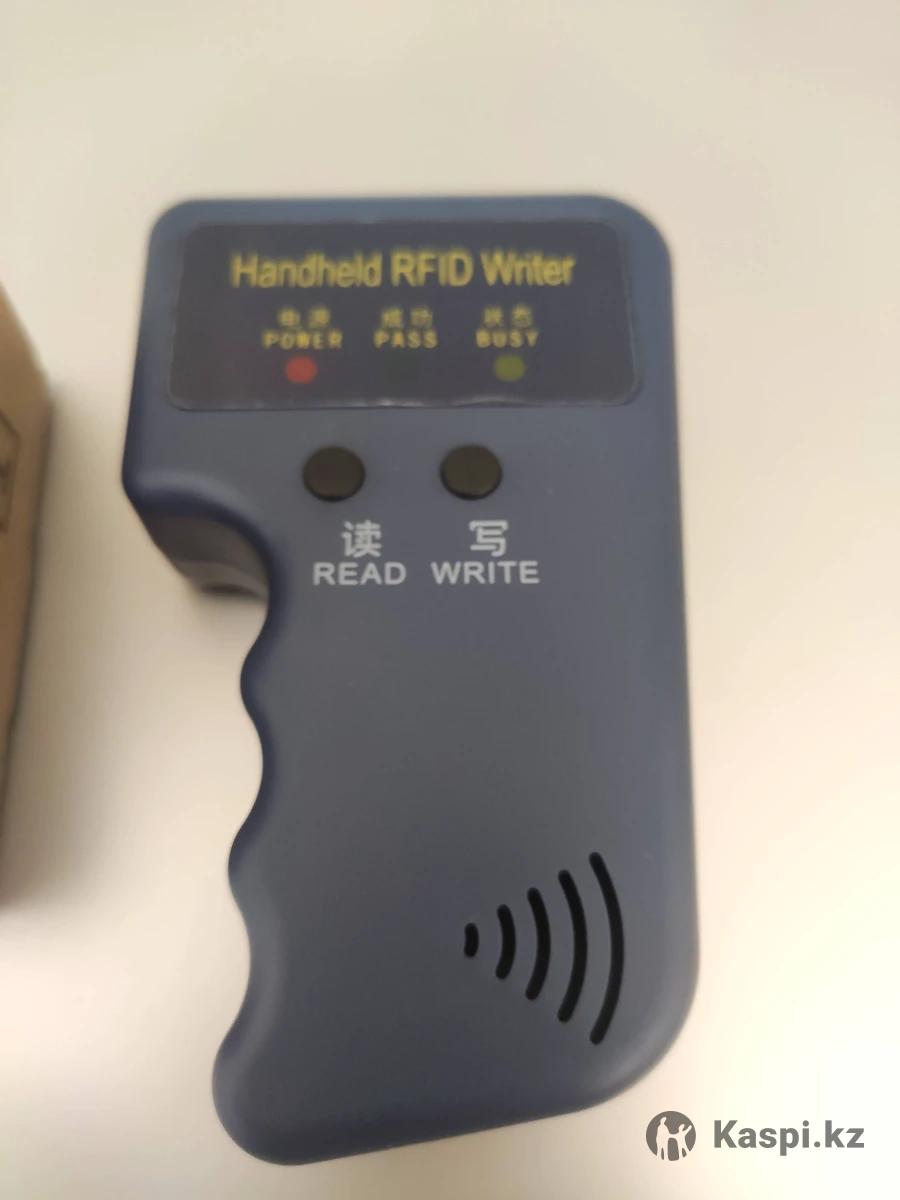 Handheld RFID Writer
电源 成功 状态
POWER PASS BUSY
读 写
READ WRITE
Kaspi.kz